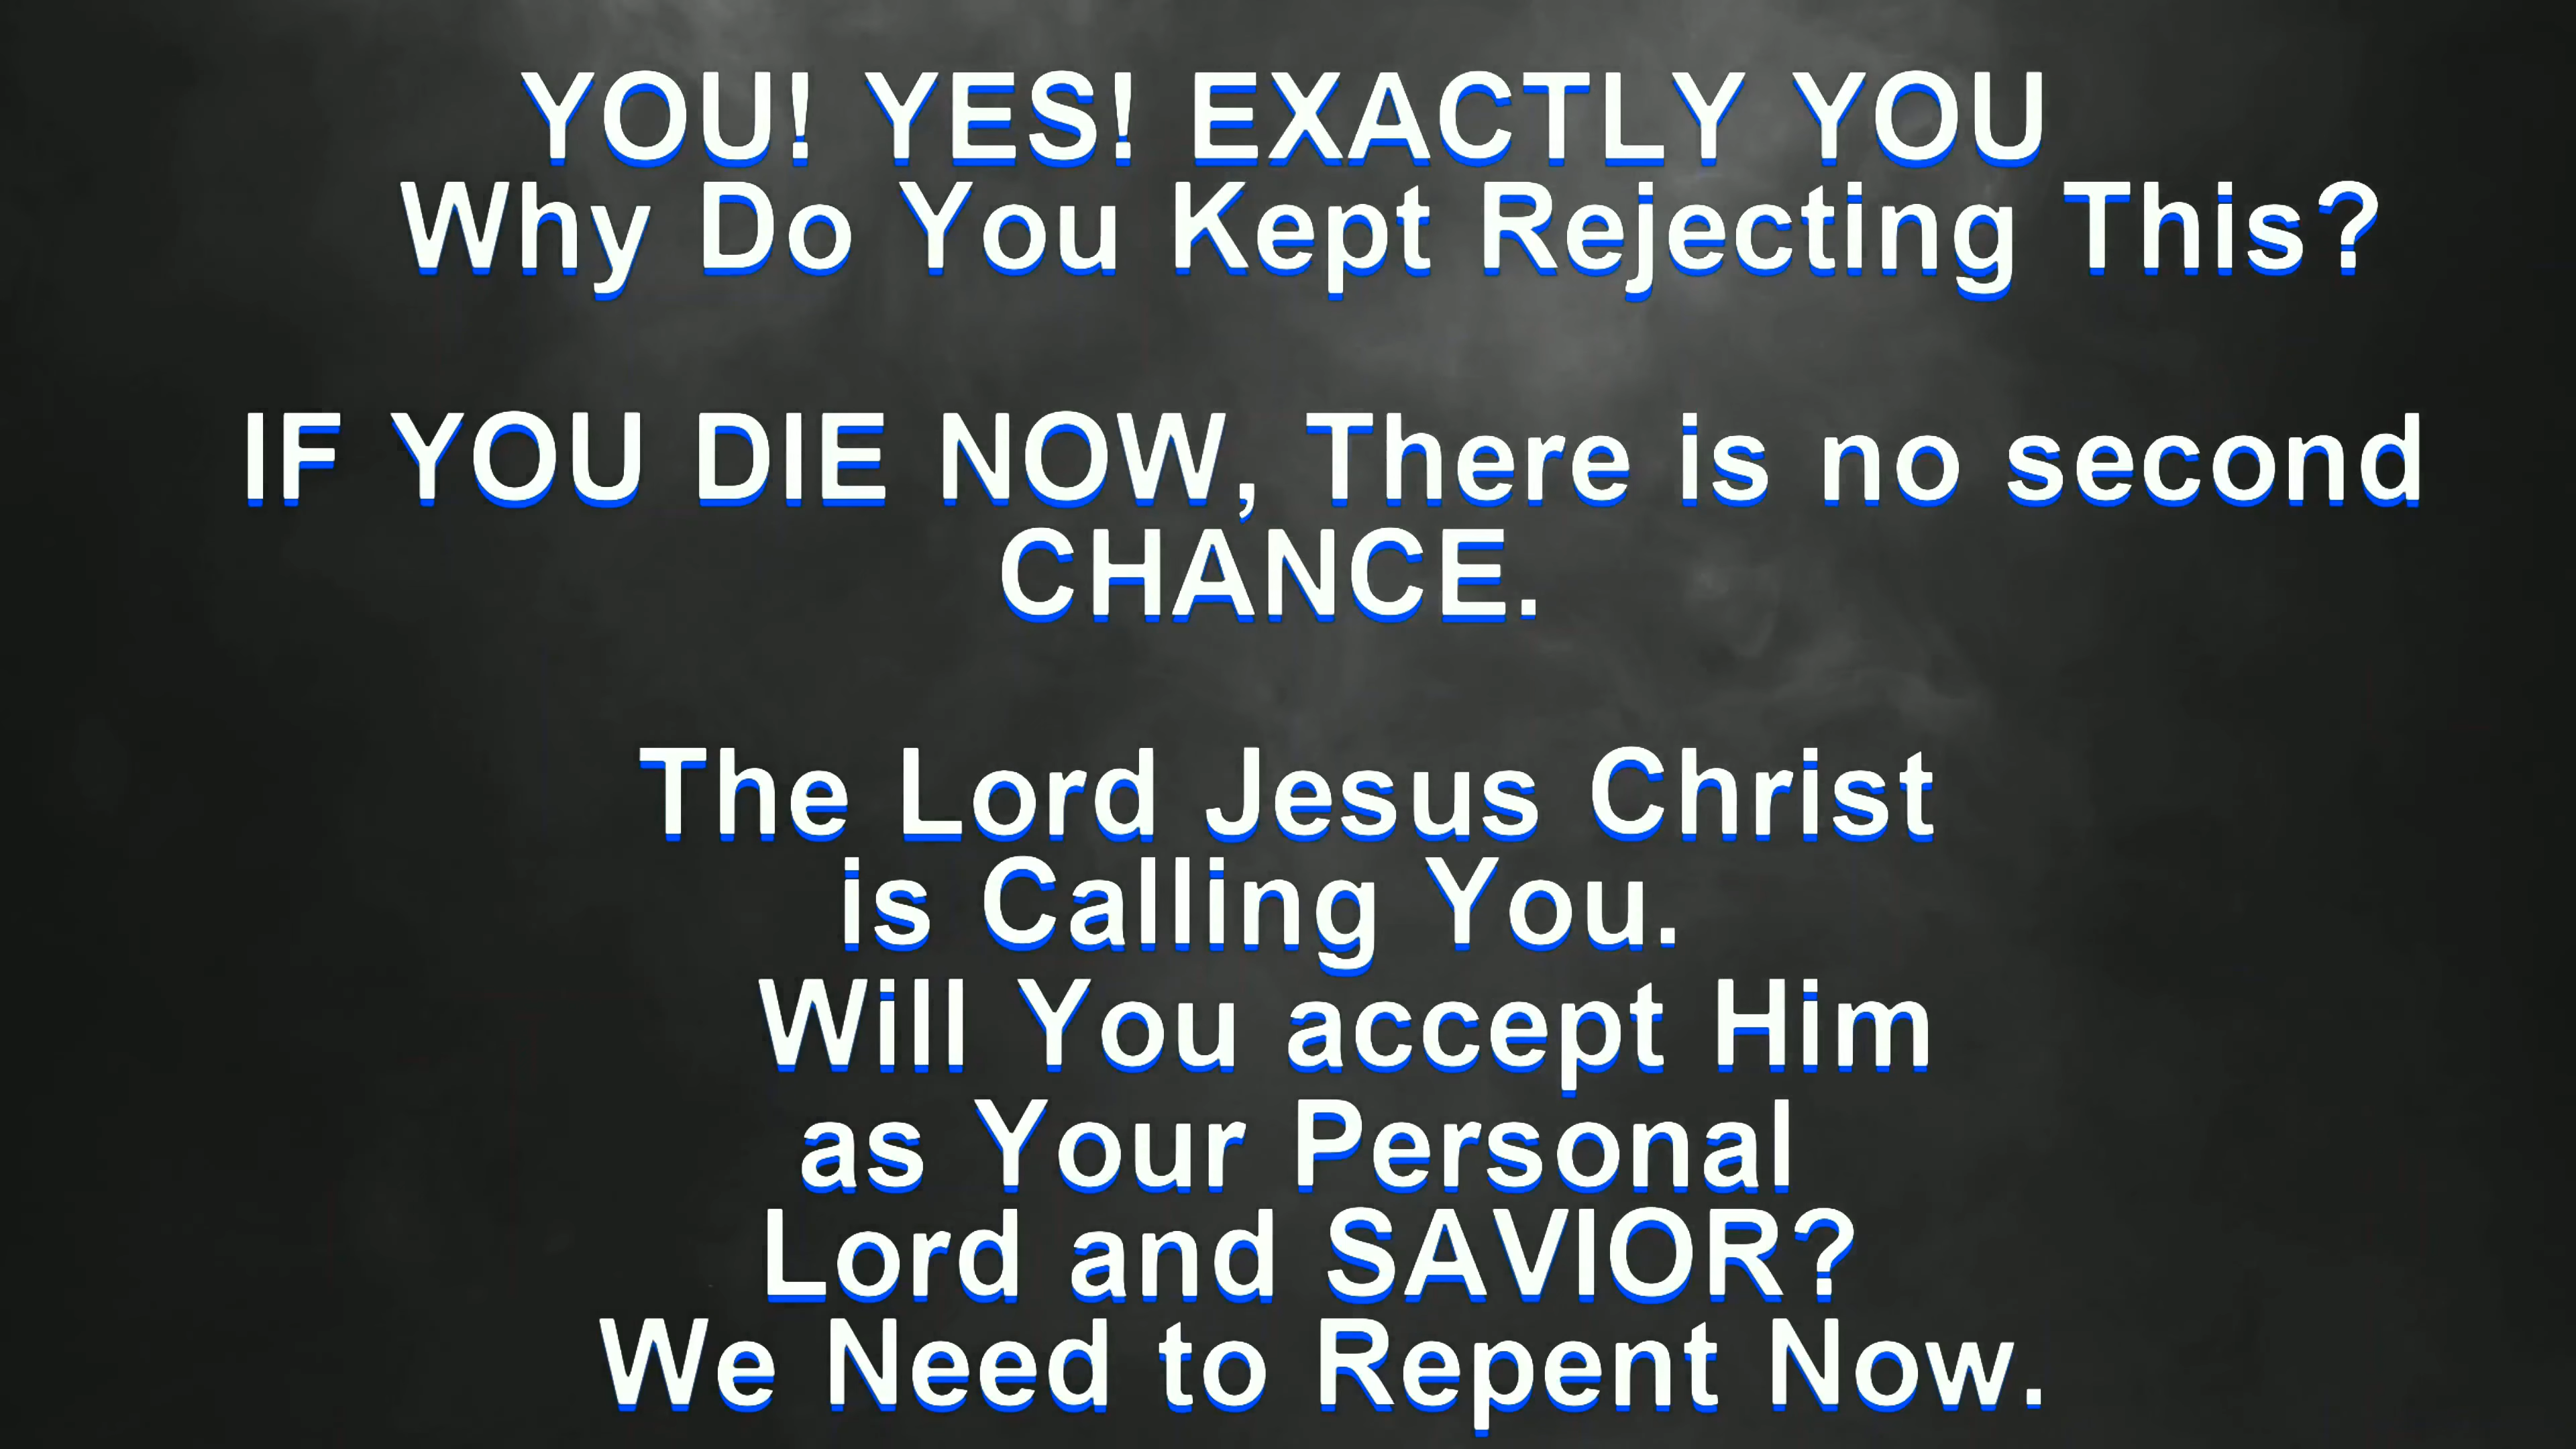 YOU! YES! EXACTLY YOU
Why Do You Kept Rejecting This?
IF YOU DIE NOW, There is no second
CHANCE.
The Lord Jesus Christ
is Calling You.
Will You accept Him
as Your Personal
Lord and SAVIOR?
We Need to Repent Now.